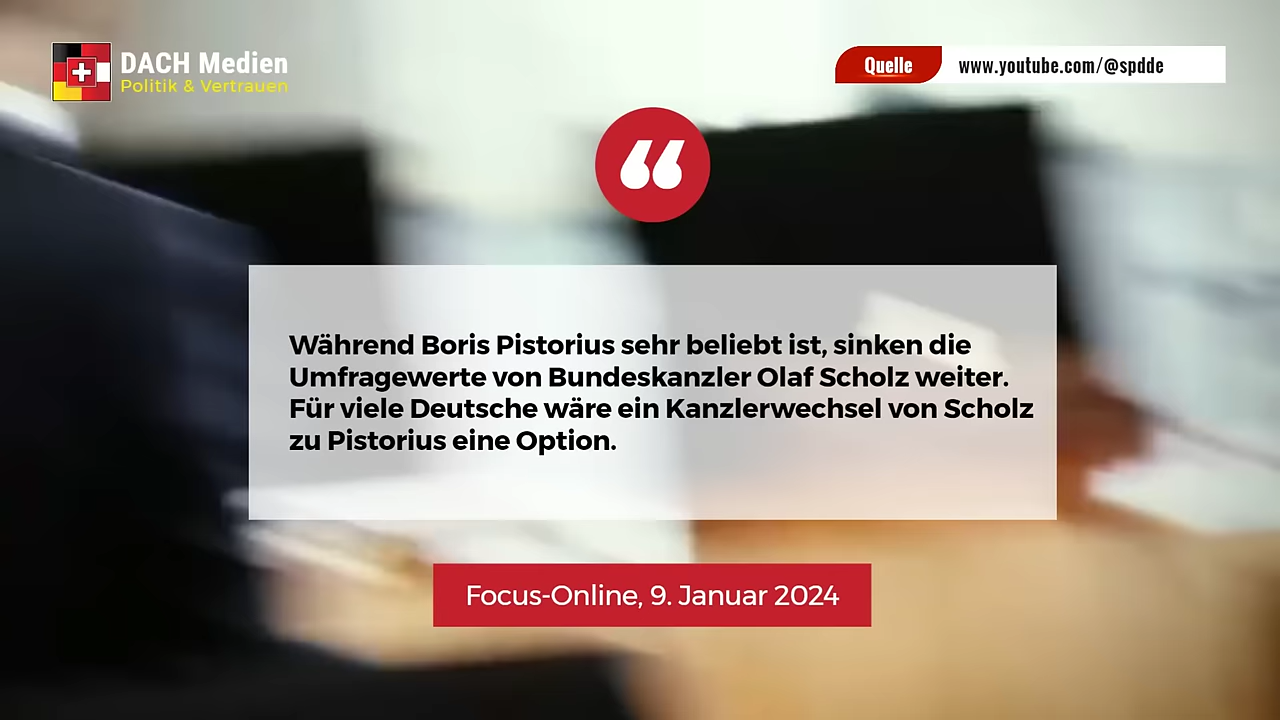 DACH Medien
Politik & Vertrauen
Quelle
www.youtube.com/@spdde
Während Boris Pistorius sehr beliebt ist, sinken die
Umfragewerte von Bundeskanzler Olaf Scholz weiter.
Für viele Deutsche wäre ein Kanzlerwechsel von Scholz
zu Pistorius eine Option.
Focus-Online, 9. Januar 2024